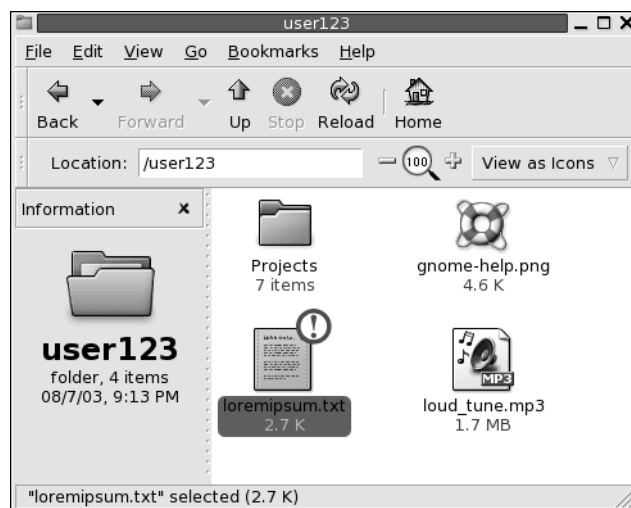 user123
File Edit View Go Bookmarks Help
Back Forward Up Stop Reload Home
Location: /user123 100 View as Icons
Information x
user123
folder, 4 items
08/7/03, 9:13 PM
Projects
7 items
gnome-help.png
4.6 K
loremipsum.txt
2.7 K
MP3
loud_tune.mp3
1.7 MB
"loremipsum.txt" selected (2.7 K)